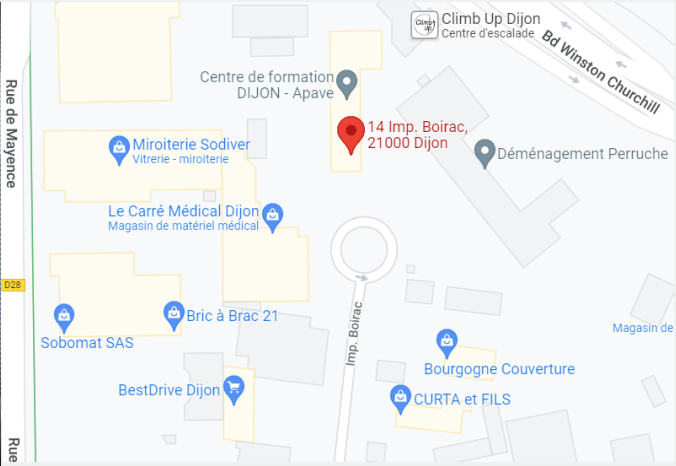 Climb Up Dijon
Centre d'escalade
Climb
up
Bd Winston Churchill
Centre de formation
DIJON - Apave
Rue de Mayence
14 Imp. Boirac,
21000 Dijon
Miroiterie Sodiver
Vitrerie - miroiterie
Déménagement Perruche
Le Carré Médical Dijon
Magasin de matériel médical
D28
Bric à Brac 21
Sobomat SAS
Imp. Boirac
Magasin de
Bourgogne Couverture
BestDrive Dijon
CURTA et FILS
Rue